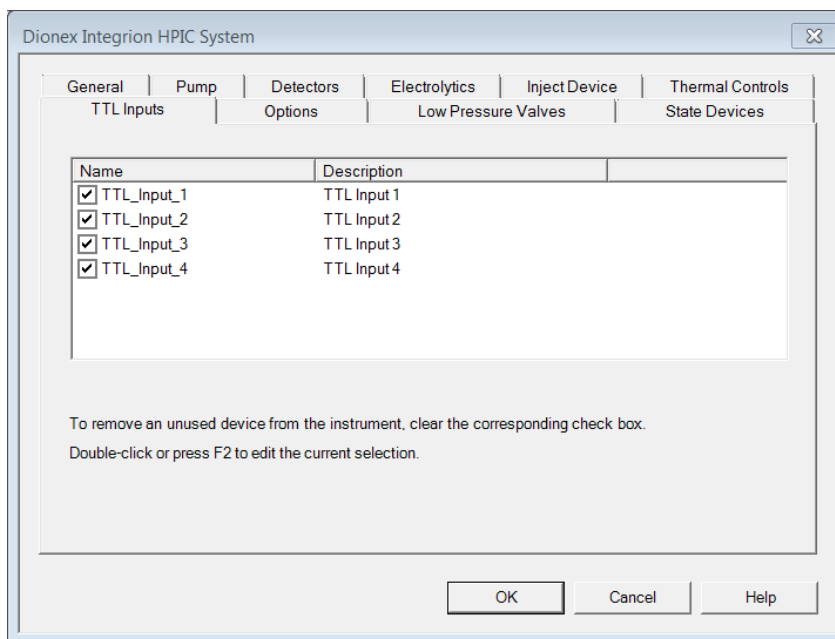 Dionex Integrion HPIC System
General Pump Detectors Electrolytics Inject Device Thermal Controls
TTL Inputs Options Low Pressure Valves State Devices
Name Description
TTL_Input_1 TTL Input 1
TTL_Input_2 TTL Input 2
TTL_Input_3 TTL Input 3
TTL_Input_4 TTL Input 4
To remove an unused device from the instrument, clear the corresponding check box.
Double-click or press F2 to edit the current selection.
OK Cancel Help